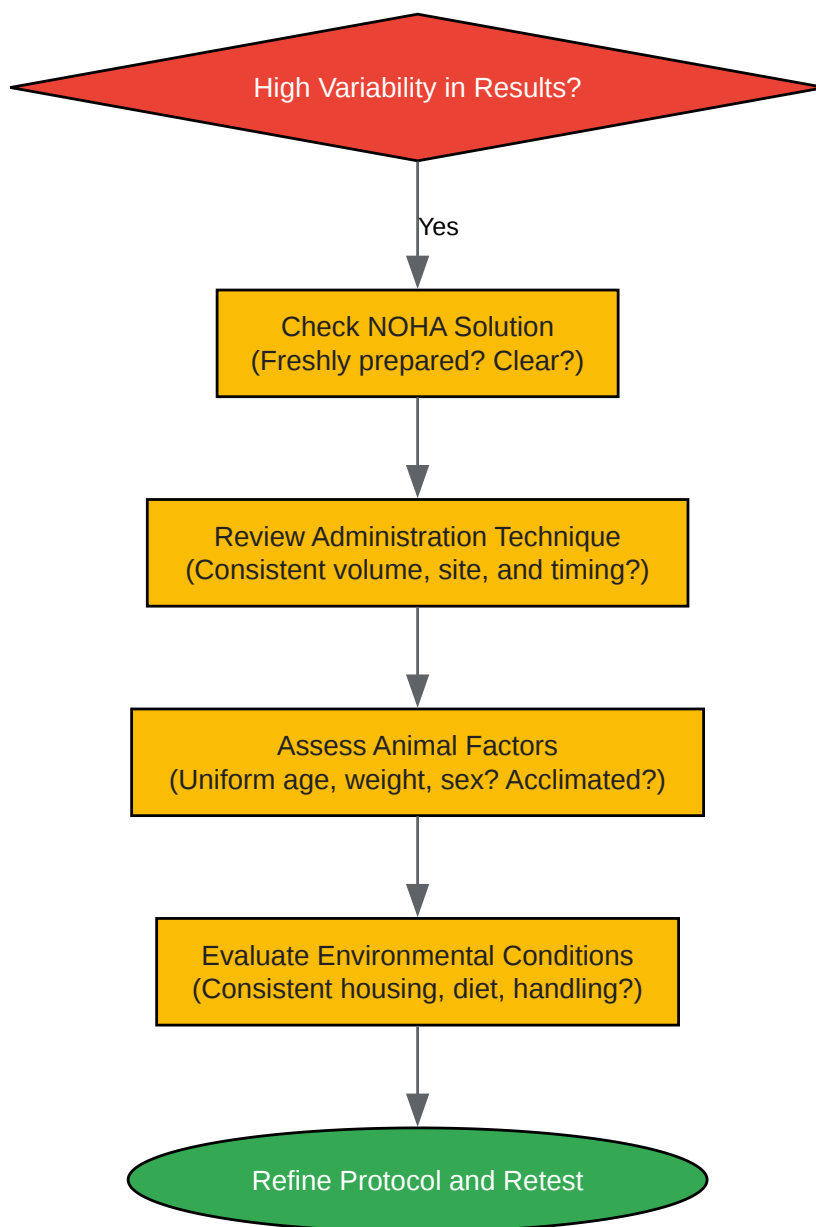 High Variability in Results?
Yes
Check NOHA Solution
(Freshly prepared? Clear?)
Review Administration Technique
(Consistent volume, site, and timing?)
Assess Animal Factors
(Uniform age, weight, sex? Acclimated?)
Evaluate Environmental Conditions
(Consistent housing, diet, handling?)
Refine Protocol and Retest